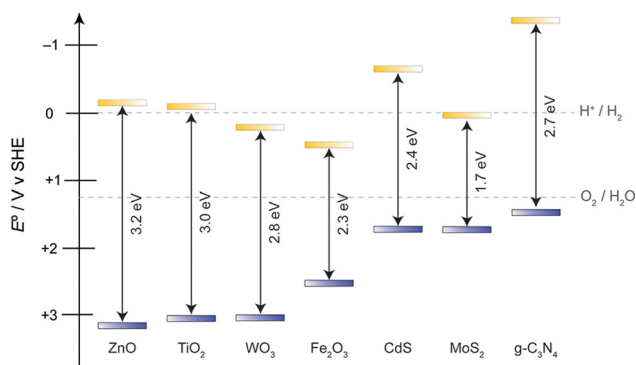 −1
0
+1
+2
+3
E⁰ / V v SHE
3.2 eV
3.0 eV
2.8 eV
2.3 eV
2.4 eV
1.7 eV
2.7 eV
H⁺ / H₂
O₂ / H₂O
ZnO TiO₂ WO₃ Fe₂O₃ CdS MoS₂ g-C₃N₄